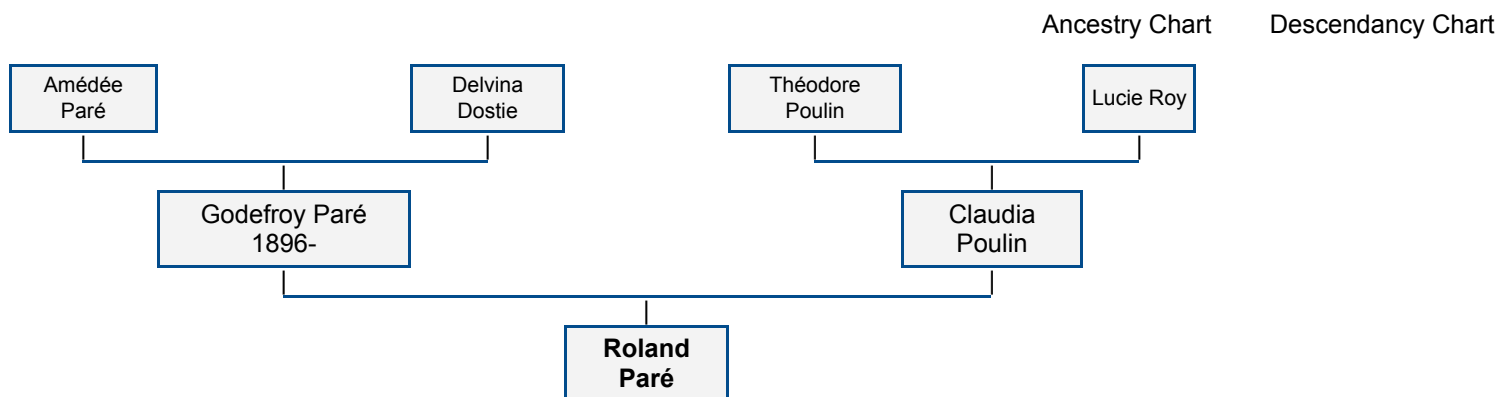 Ancestry Chart Descendancy Chart
Amédée
Paré
Delvina
Dostie
Théodore
Poulin
Lucie Roy
Godefroy Paré
1896-
Claudia
Poulin
Roland
Paré